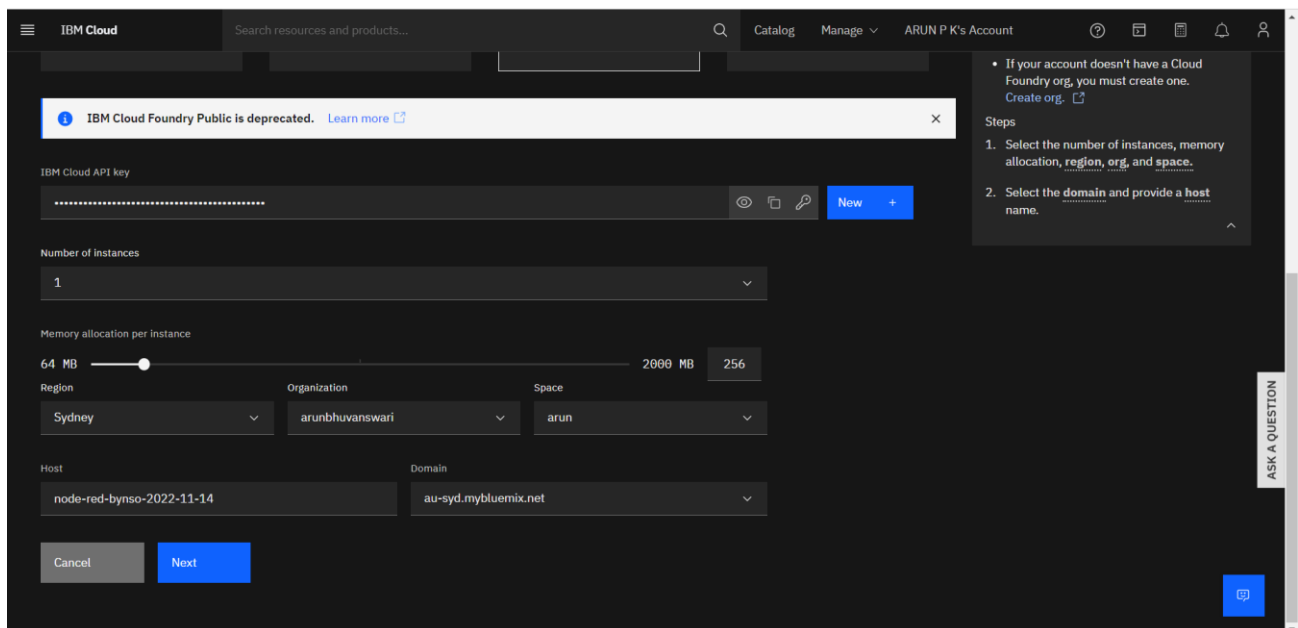 IBM Cloud
Search resources and products...
Catalog
Manage
ARUN P K's Account
IBM Cloud Foundry Public is deprecated. Learn more
IBM Cloud API key
New +
Number of instances
1
Memory allocation per instance
64 MB
2000 MB
256
Region
Organization
Space
Sydney
arunbhuvanswari
arun
Host
Domain
node-red-bynso-2022-11-14
au-syd.mybluemix.net
Cancel
Next
• If your account doesn't have a Cloud
Foundry org, you must create one.
Create org.
Steps
1. Select the number of instances, memory
allocation, region, org, and space.
2. Select the domain and provide a host
name.
ASK A QUESTION